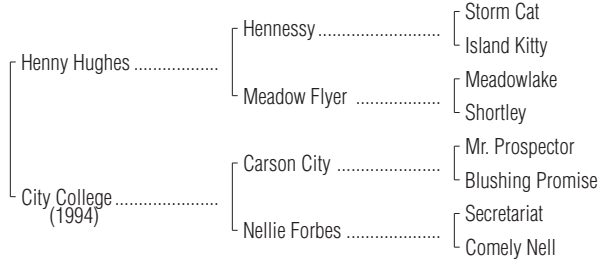 Storm Cat
Hennessy........................
Island Kitty
Henny Hughes ................
Meadowlake
Meadow Flyer ................
Shortley
Mr. Prospector
Carson City ....................
Blushing Promise
City College ....................
(1994)
Secretariat
Nellie Forbes ..................
Comely Nell